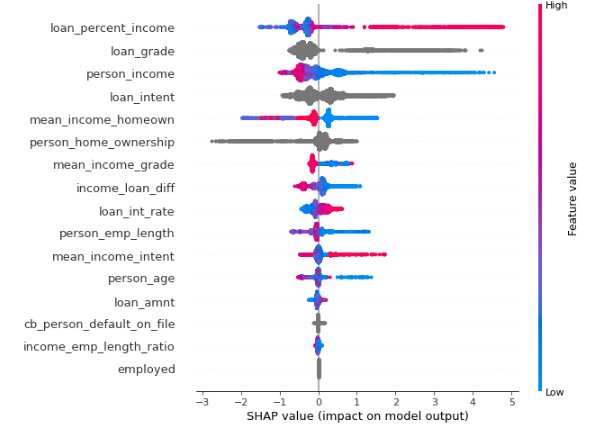 High
loan_percent_income
loan_grade
person_income
loan_intent
mean_income_homeown
person_home_ownership
mean_income_grade
income_loan_diff
loan_int_rate
person_emp_length
mean_income_intent
person_age
loan_amnt
cb_person_default_on_file
income_emp_length_ratio
employed
Feature value
Low
−3 −2 −1 0 1 2 3 4 5
SHAP value (impact on model output)